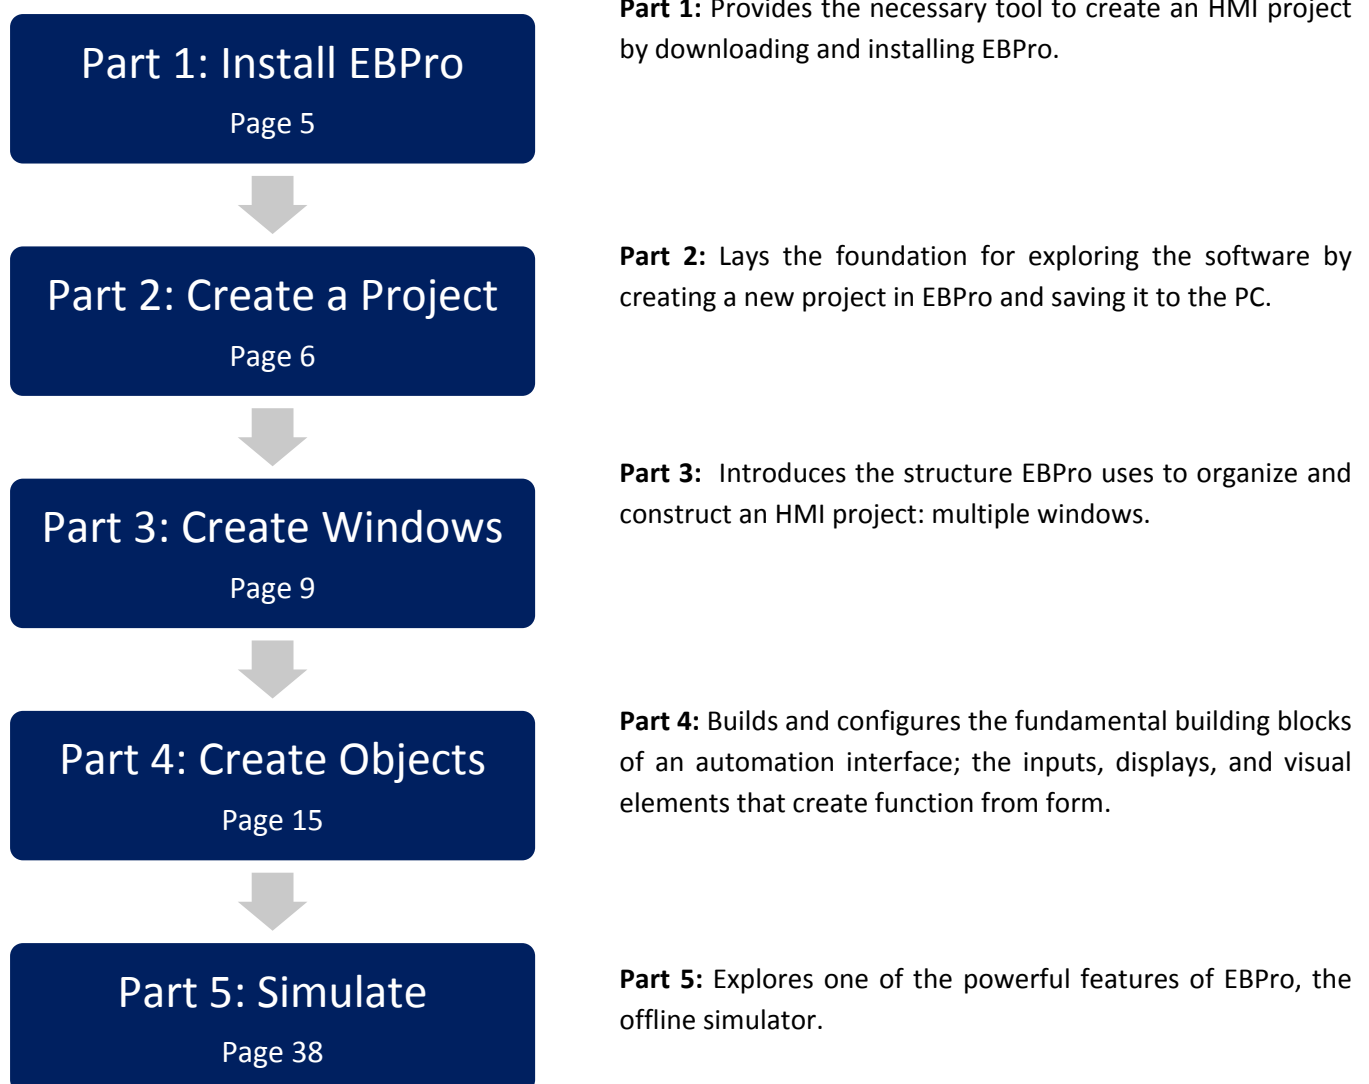 Part 1: Install EBPro
Page 5
Part 1: Provides the necessary tool to create an HMI project
by downloading and installing EBPro.
Part 2: Create a Project
Page 6
Part 2: Lays the foundation for exploring the software by
creating a new project in EBPro and saving it to the PC.
Part 3: Create Windows
Page 9
Part 3: Introduces the structure EBPro uses to organize and
construct an HMI project: multiple windows.
Part 4: Create Objects
Page 15
Part 4: Builds and configures the fundamental building blocks
of an automation interface; the inputs, displays, and visual
elements that create function from form.
Part 5: Simulate
Page 38
Part 5: Explores one of the powerful features of EBPro, the
offline simulator.